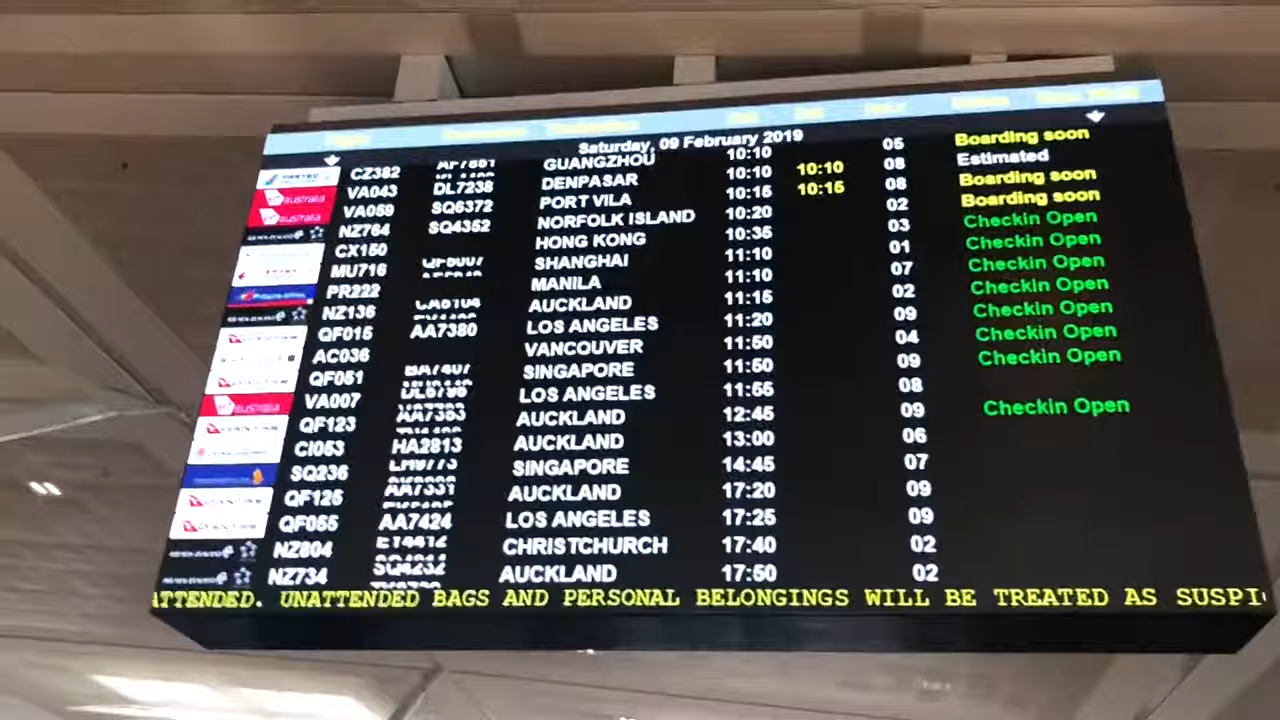 Saturday, 09 February 2019
CZ382 GUANGZHOU 10:10 05 Boarding soon
VA043 DL7238 DENPASAR 10:10 10:10 08 Estimated
australia VA059 SQ6372 PORT VILA 10:15 10:15 08 Boarding soon
australia NZ764 SQ4352 NORFOLK ISLAND 10:20 02 Boarding soon
CX150 HONG KONG 10:35 03 Checkin Open
MU716 SHANGHAI 11:10 01 Checkin Open
PR222 MANILA 11:10 07 Checkin Open
NZ136 AUCKLAND 11:15 02 Checkin Open
QF015 AA7380 LOS ANGELES 11:20 09 Checkin Open
AC036 VANCOUVER 11:50 04 Checkin Open
QF051 SINGAPORE 11:50 09 Checkin Open
australia VA007 LOS ANGELES 11:55 08
QF123 AUCKLAND 12:45 09 Checkin Open
CI053 HA2813 AUCKLAND 13:00 06
SQ236 SINGAPORE 14:45 07
QF125 AUCKLAND 17:20 09
QF055 AA7424 LOS ANGELES 17:25 09
NZ804 CHRISTCHURCH 17:40 02
NZ734 AUCKLAND 17:50 02
ATTENDED. UNATTENDED BAGS AND PERSONAL BELONGINGS WILL BE TREATED AS SUSPI